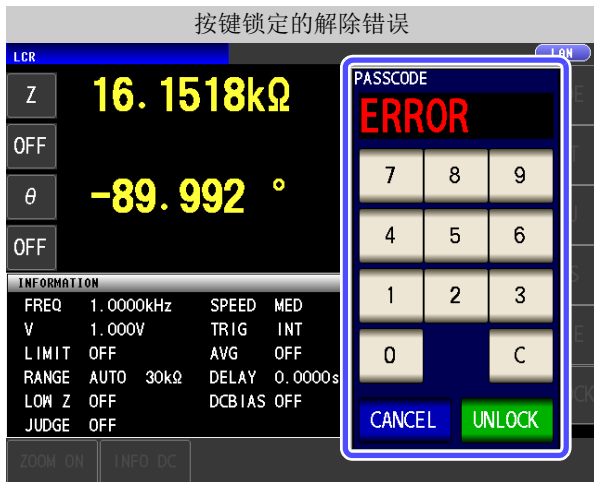 按键锁定的解除错误
LCR
LAN
Z 16.1518kΩ
OFF
θ -89.992 °
OFF
INFORMATION
FREQ 1.0000kHz SPEED MED
V 1.000V TRIG INT
LIMIT OFF AVG OFF
RANGE AUTO 30kΩ DELAY 0.0000s
LOW Z OFF DCBIAS OFF
JUDGE OFF
ZOOM ON INFO DC
PASSCODE
ERROR
7 8 9
4 5 6
1 2 3
0 C
CANCEL UNLOCK